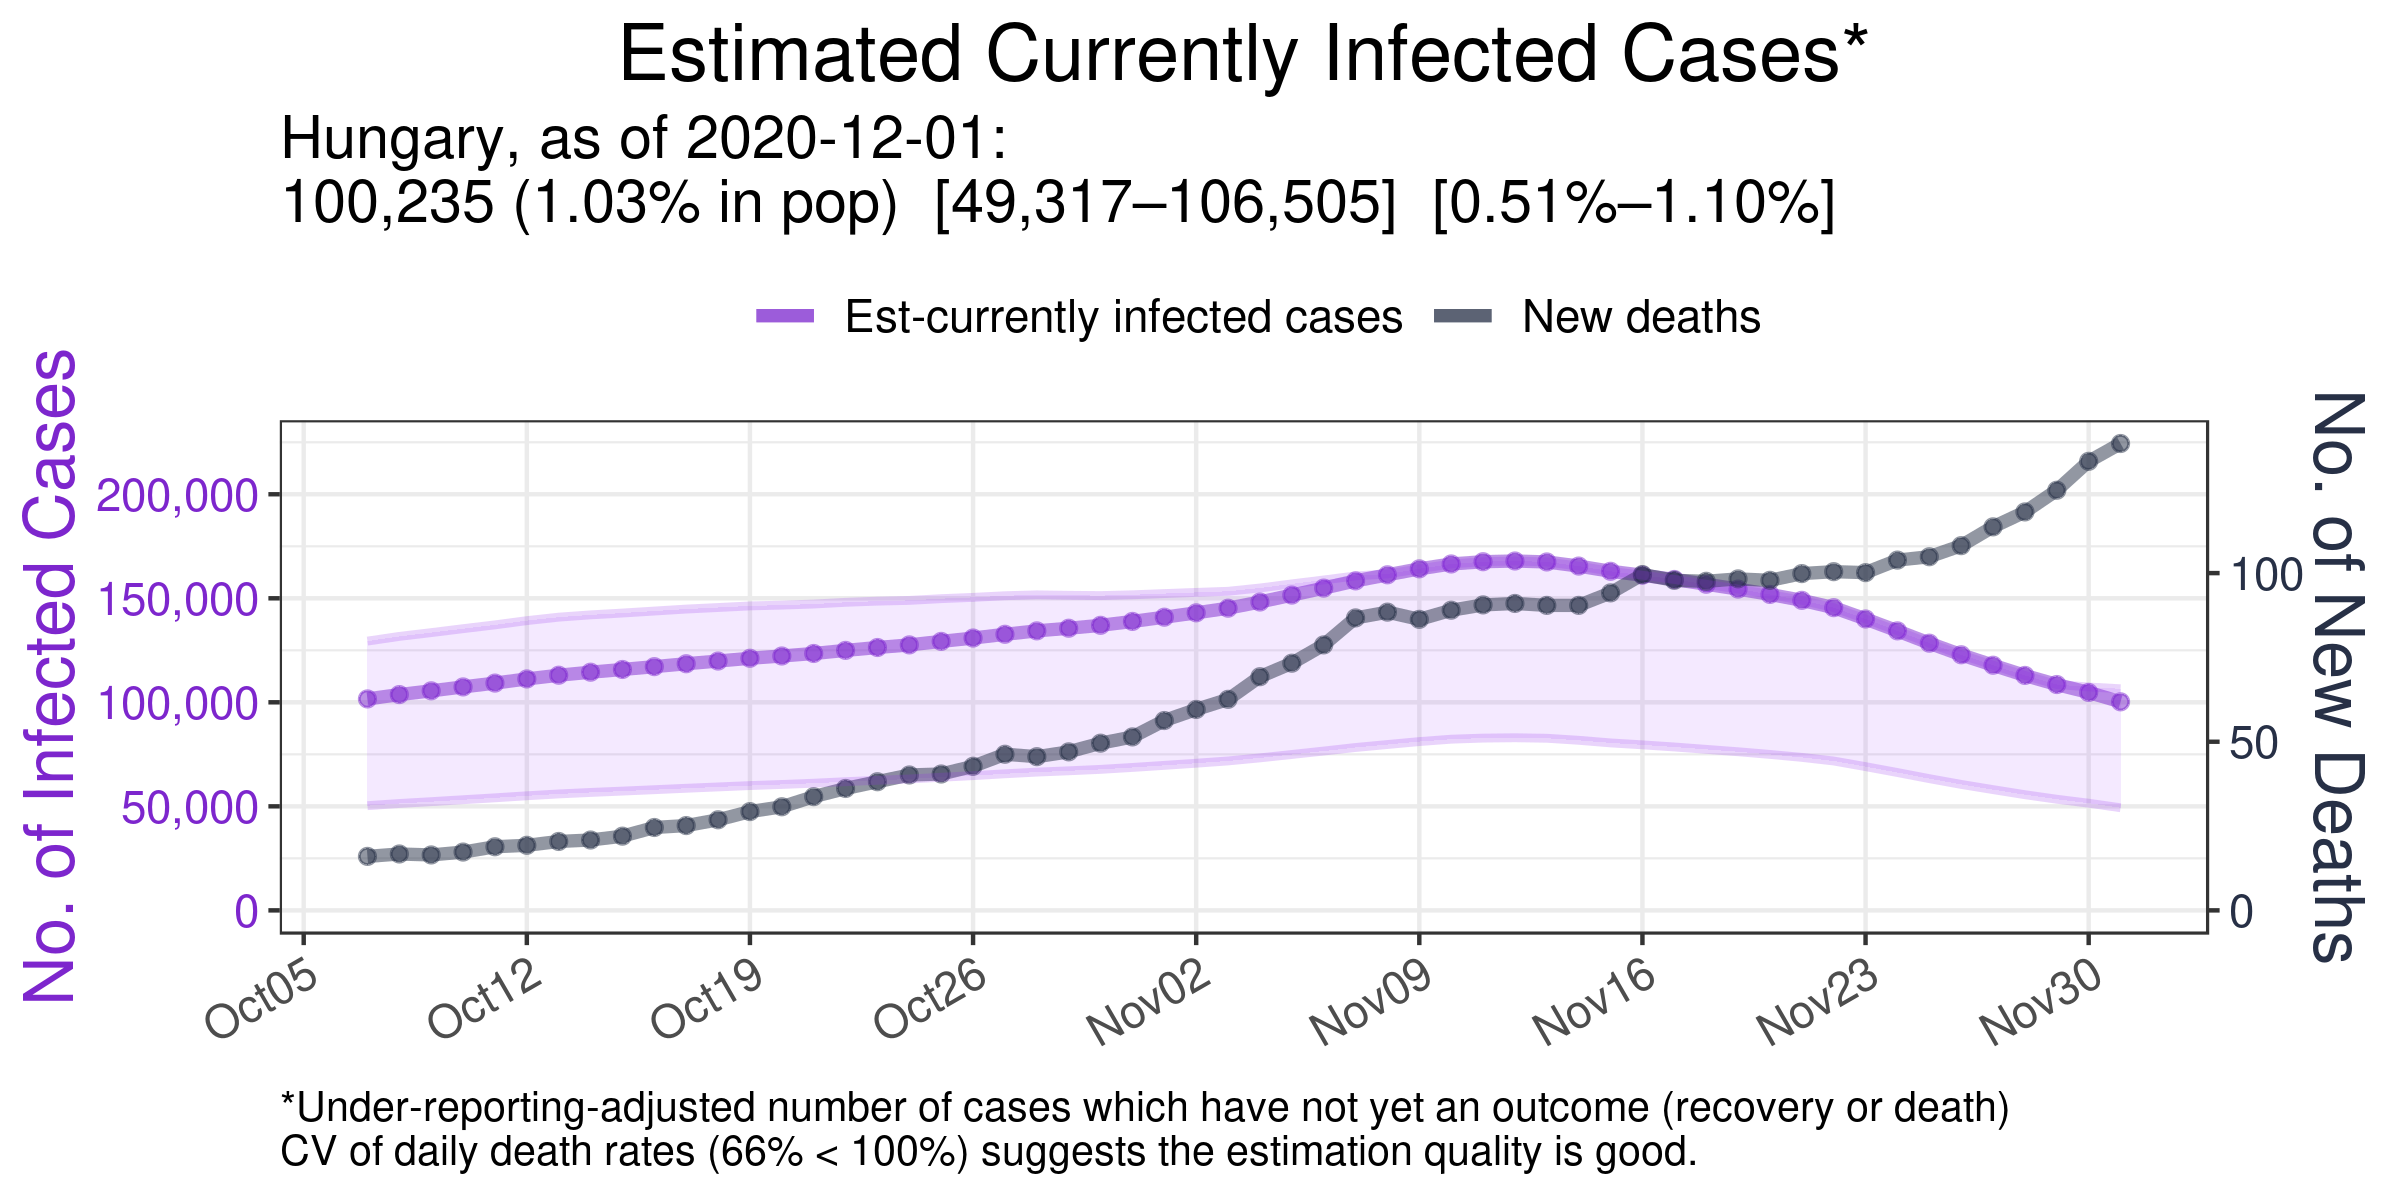 Estimated Currently Infected Cases*
Hungary, as of 2020-12-01:
100,235 (1.03% in pop)  [49,317–106,505]  [0.51%–1.10%]
Est-currently infected cases
New deaths
No. of Infected Cases
200,000
150,000
100,000
50,000
0
100
50
0
No. of New Deaths
Oct05
Oct12
Oct19
Oct26
Nov02
Nov09
Nov16
Nov23
Nov30
*Under-reporting-adjusted number of cases which have not yet an outcome (recovery or death)
CV of daily death rates (66% < 100%) suggests the estimation quality is good.